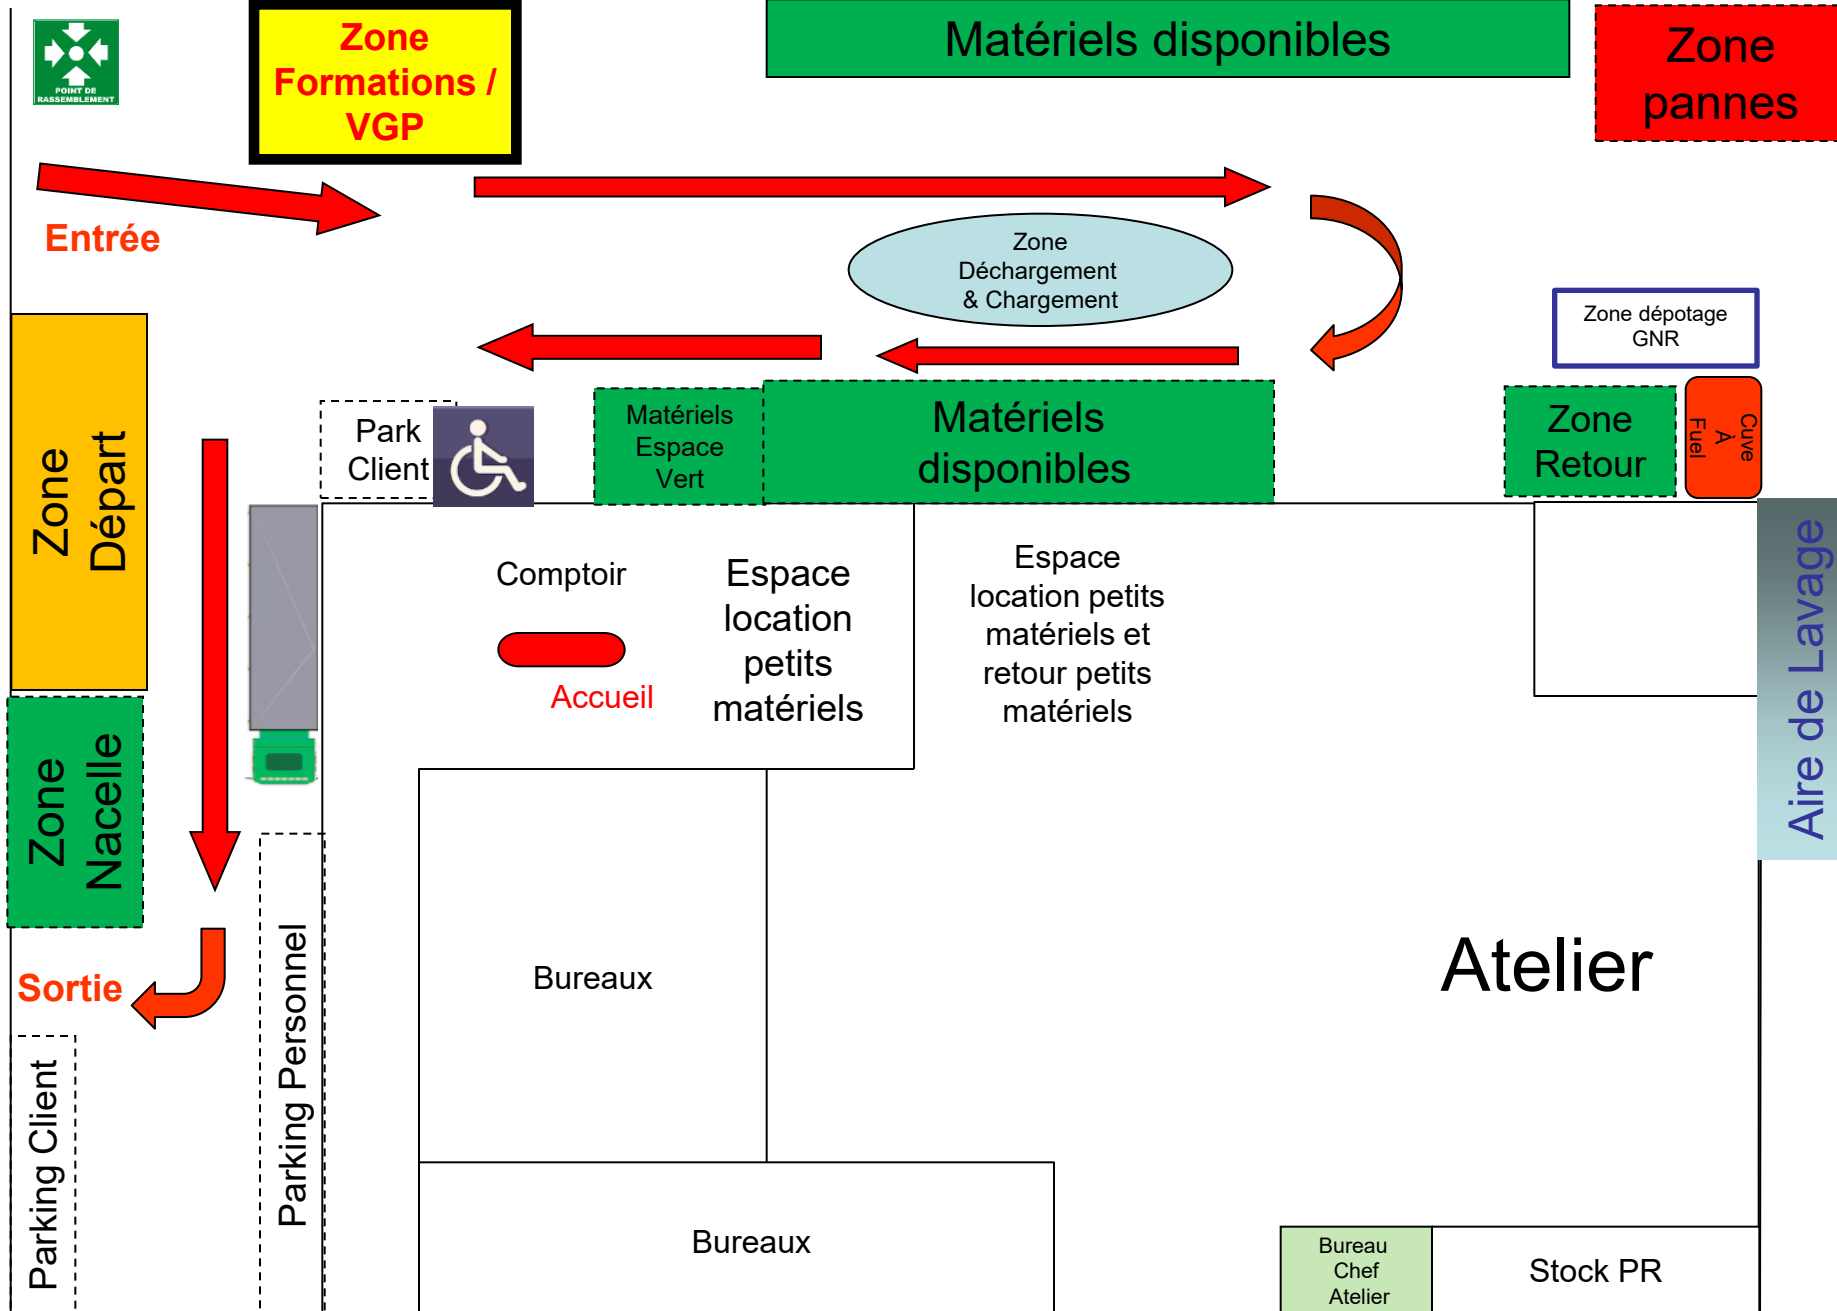 POINT DE
RASSEMBLEMENT
Zone
Formations /
VGP
Matériels disponibles
Zone
pannes
Entrée
Zone
Déchargement
& Chargement
Zone dépotage
GNR
Zone
Départ
Park
Client
Matériels
Espace
Vert
Matériels
disponibles
Zone
Retour
Cuve
À
Fuel
Comptoir
Accueil
Espace
location
petits
matériels
Espace
location petits
matériels et
retour petits
matériels
Aire de Lavage
Zone
Nacelle
Sortie
Parking Client
Parking Personnel
Bureaux
Atelier
Bureaux
Bureau
Chef
Atelier
Stock PR